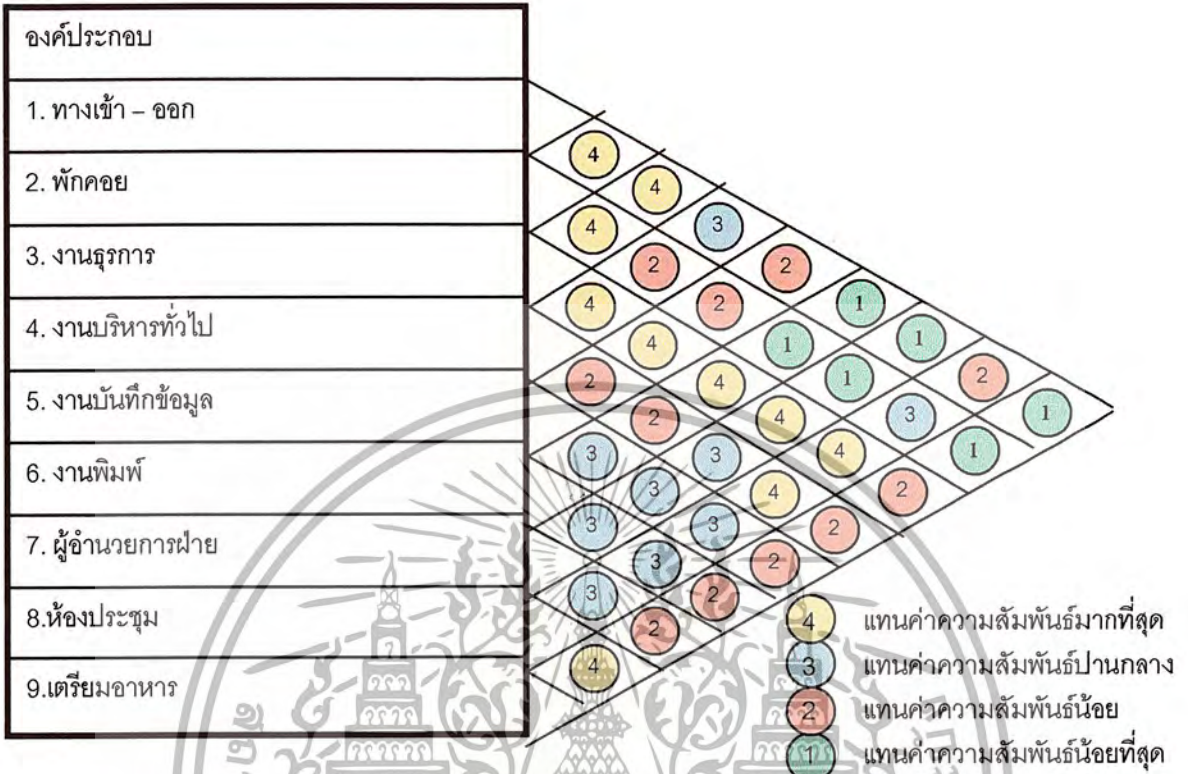 องค์ประกอบ
1. ทางเข้า – ออก
2. พักคอย
3. งานธุรการ
4. งานบริหารทั่วไป
5. งานบันทึกข้อมูล
6. งานพิมพ์
7. ผู้อำนวยการฝ่าย
8.ห้องประชุม
9.เตรียมอาหาร
4
4
4 3
2 2
4 2 1
4 1 1
2 4 1 2
2 4 3 1
3 3 4 1
3 4 2
3 3 2
3 2
3 2
2
4
4 แทนค่าความสัมพันธ์มากที่สุด
3 แทนค่าความสัมพันธ์ปานกลาง
2 แทนค่าความสัมพันธ์น้อย
1 แทนค่าความสัมพันธ์น้อยที่สุด